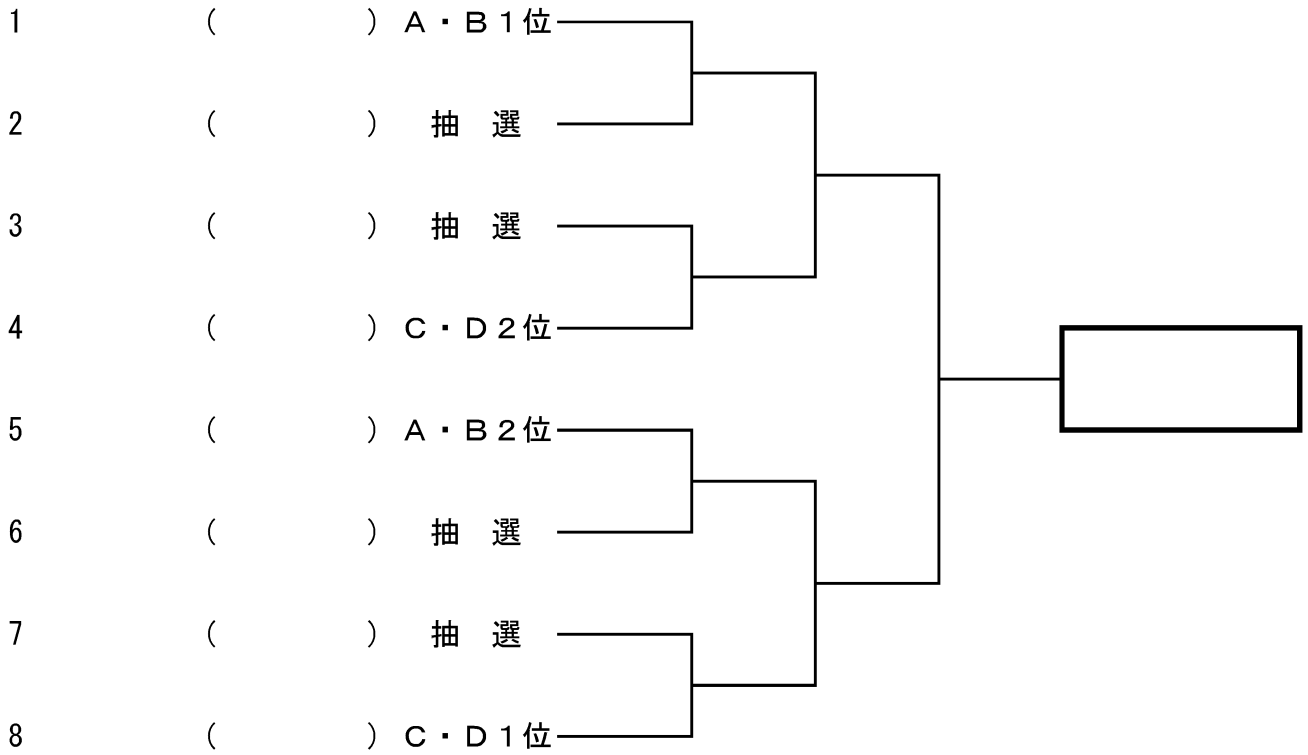 1 （　　　） Ａ・Ｂ１位
2 （　　　） 抽　選
3 （　　　） 抽　選
4 （　　　） Ｃ・Ｄ２位
5 （　　　） Ａ・Ｂ２位
6 （　　　） 抽　選
7 （　　　） 抽　選
8 （　　　） Ｃ・Ｄ１位